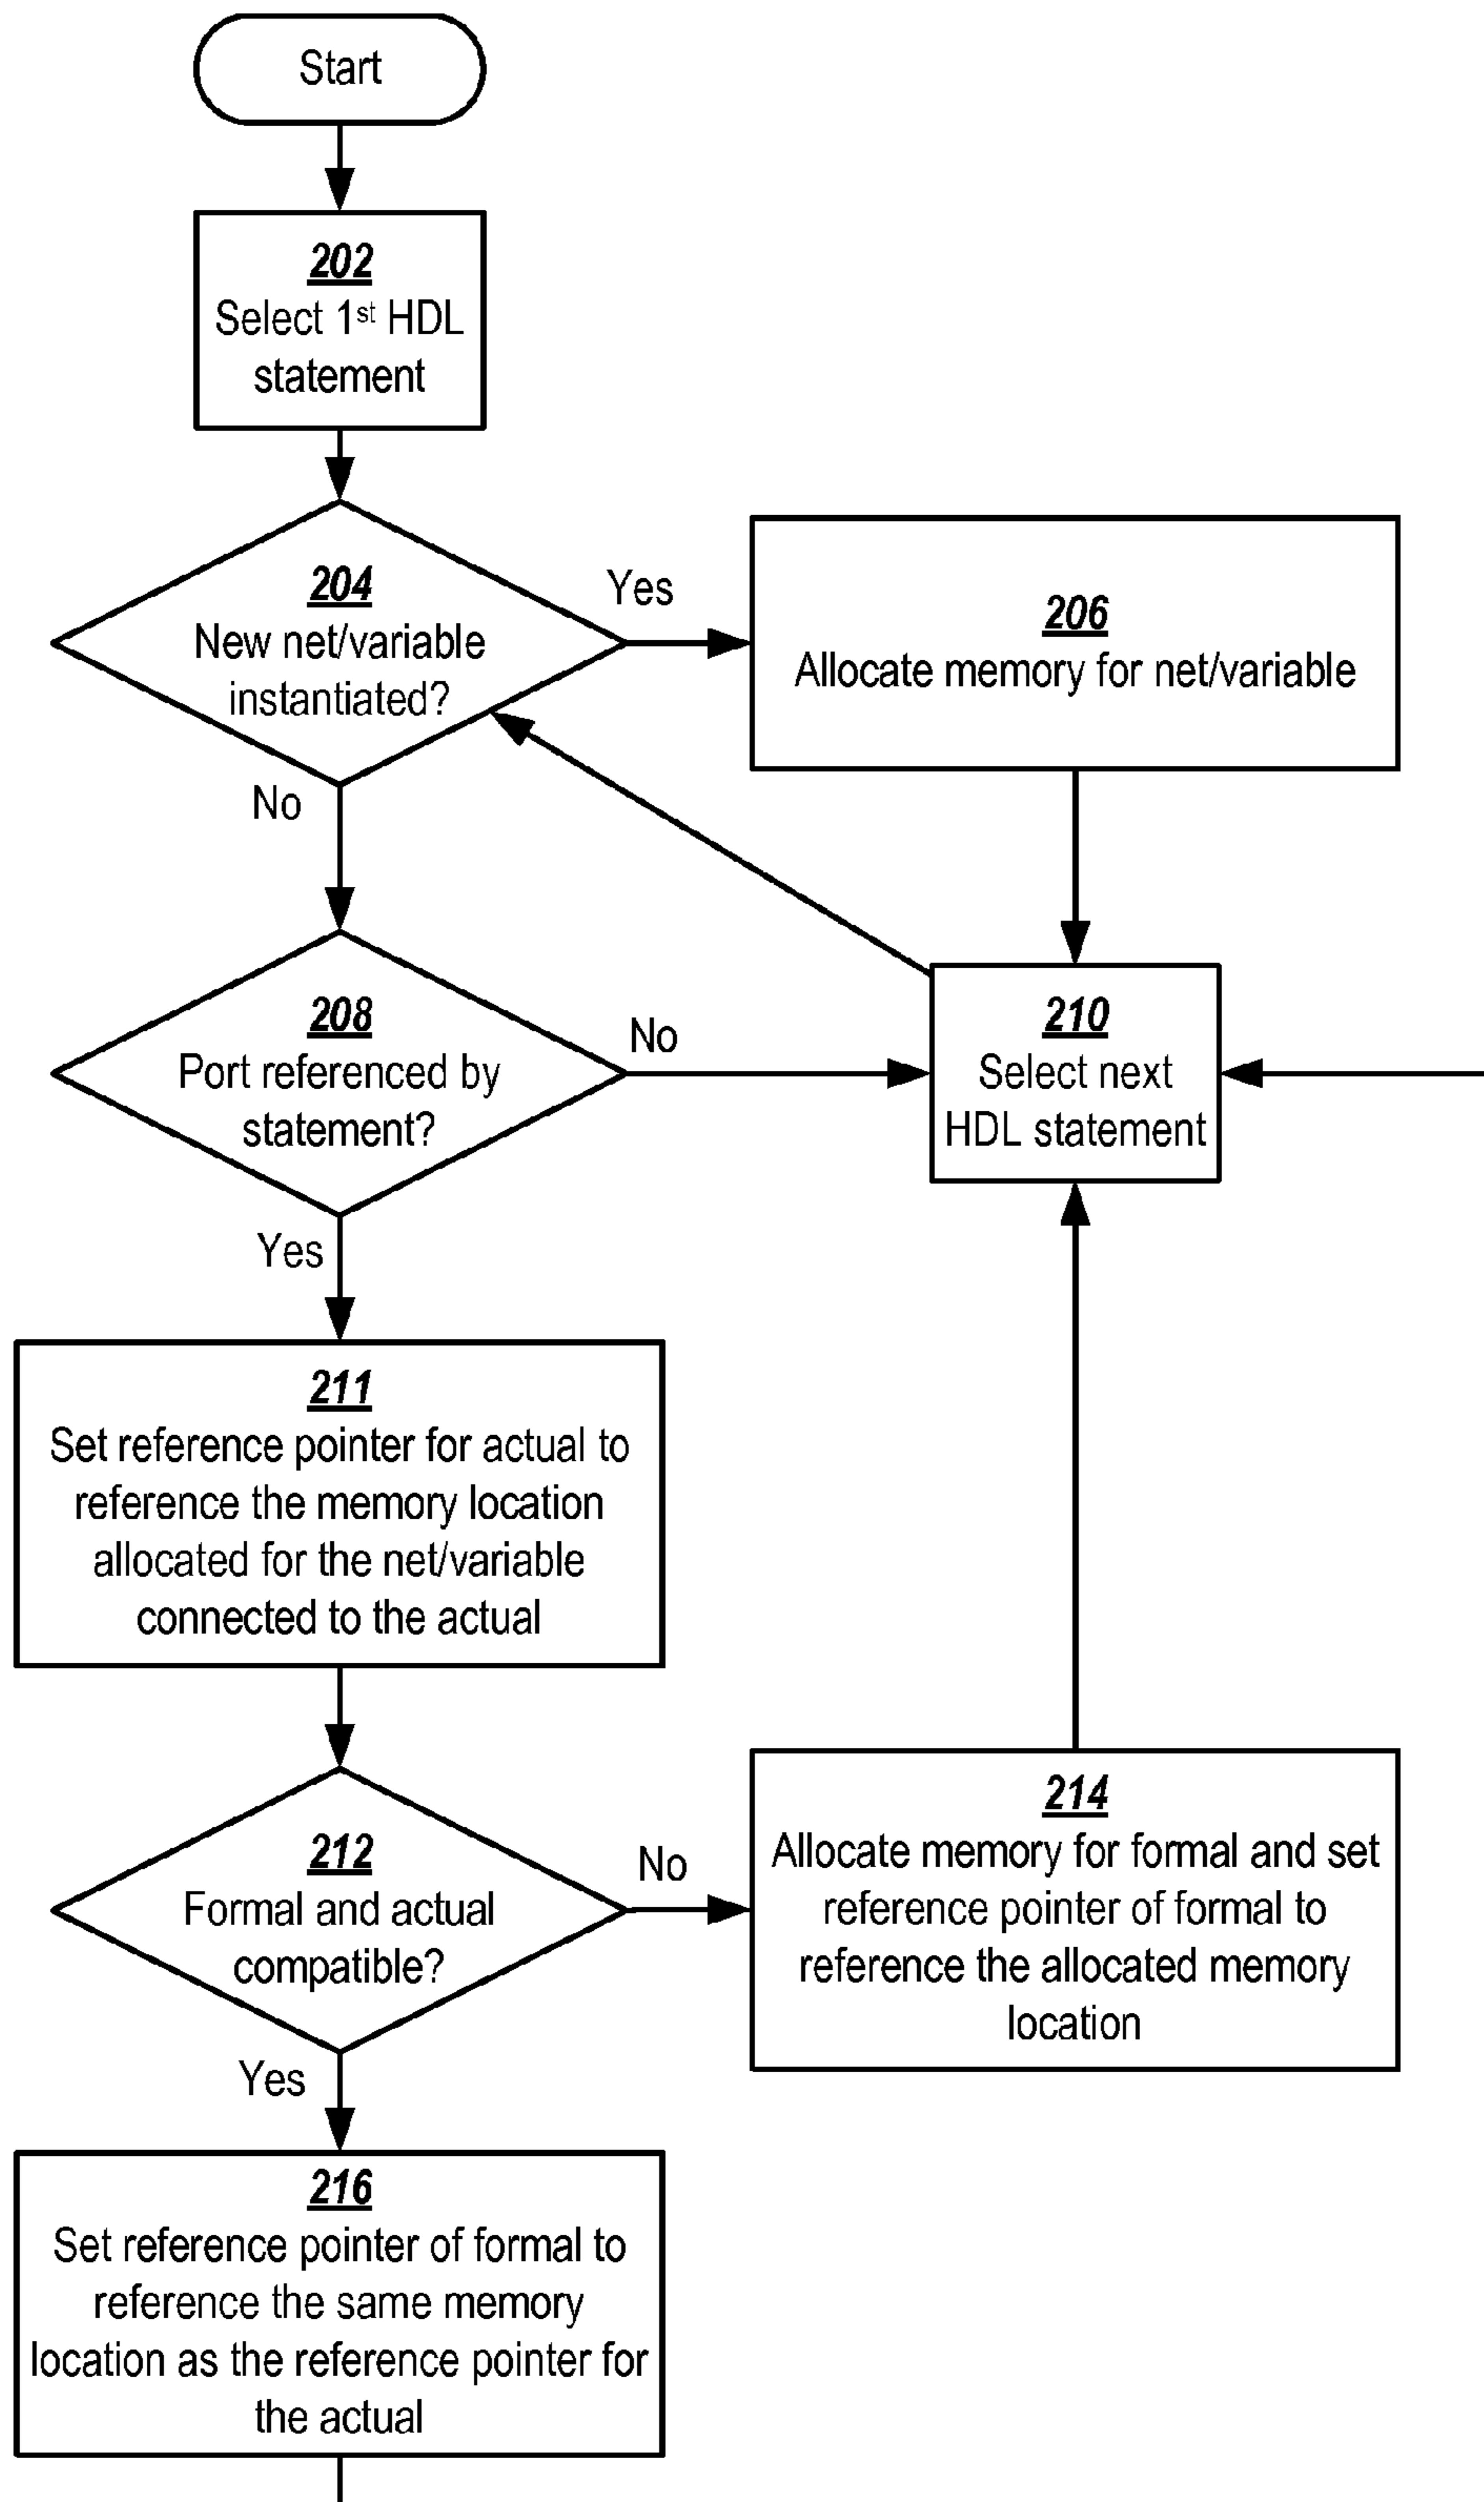 Start
202
Select 1st HDL
statement
204
New net/variable
instantiated?
Yes
206
Allocate memory for net/variable
No
208
Port referenced by
statement?
No
210
Select next
HDL statement
Yes
211
Set reference pointer for actual to
reference the memory location
allocated for the net/variable
connected to the actual
212
Formal and actual
compatible?
No
214
Allocate memory for formal and set
reference pointer of formal to
reference the allocated memory
location
Yes
216
Set reference pointer of formal to
reference the same memory
location as the reference pointer for
the actual